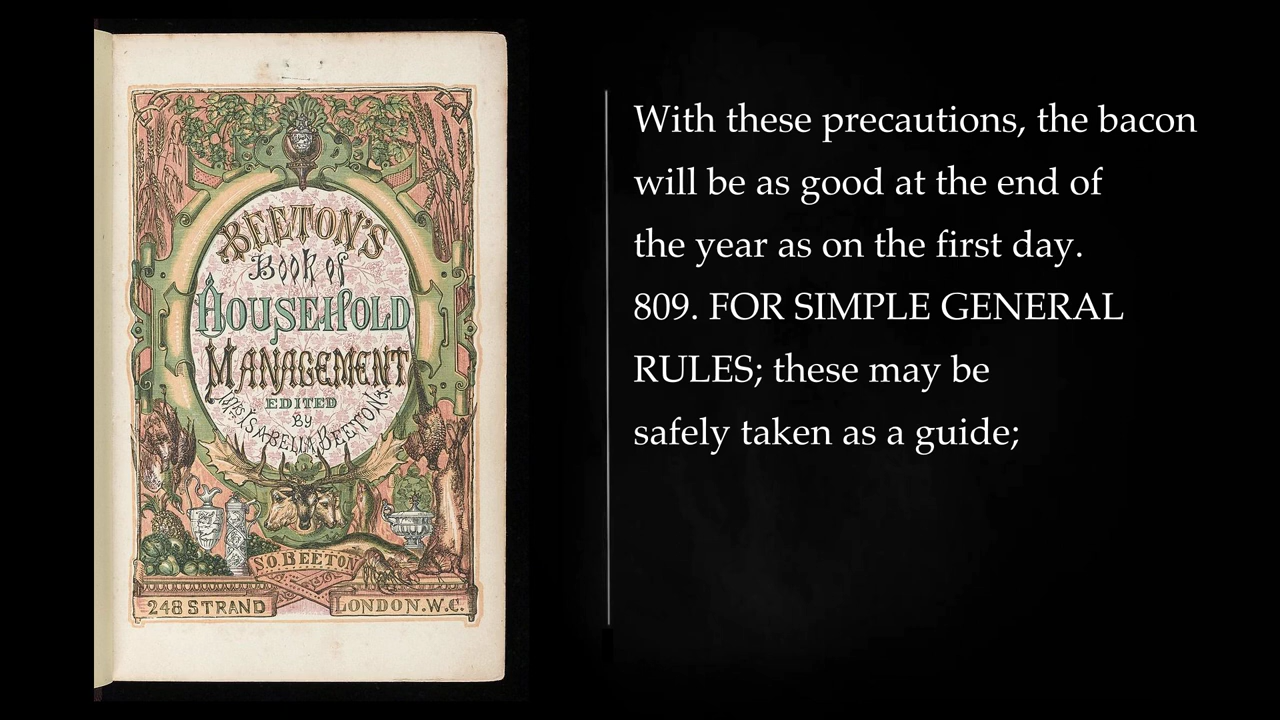 BEETON'S
Book of
HOUSEHOLD
MANAGEMENT
EDITED
BY
MRS ISABELLA BEETON
S.O. BEETON
248 STRAND
LONDON. W.C.
With these precautions, the bacon
will be as good at the end of
the year as on the first day.
809. FOR SIMPLE GENERAL
RULES; these may be
safely taken as a guide;